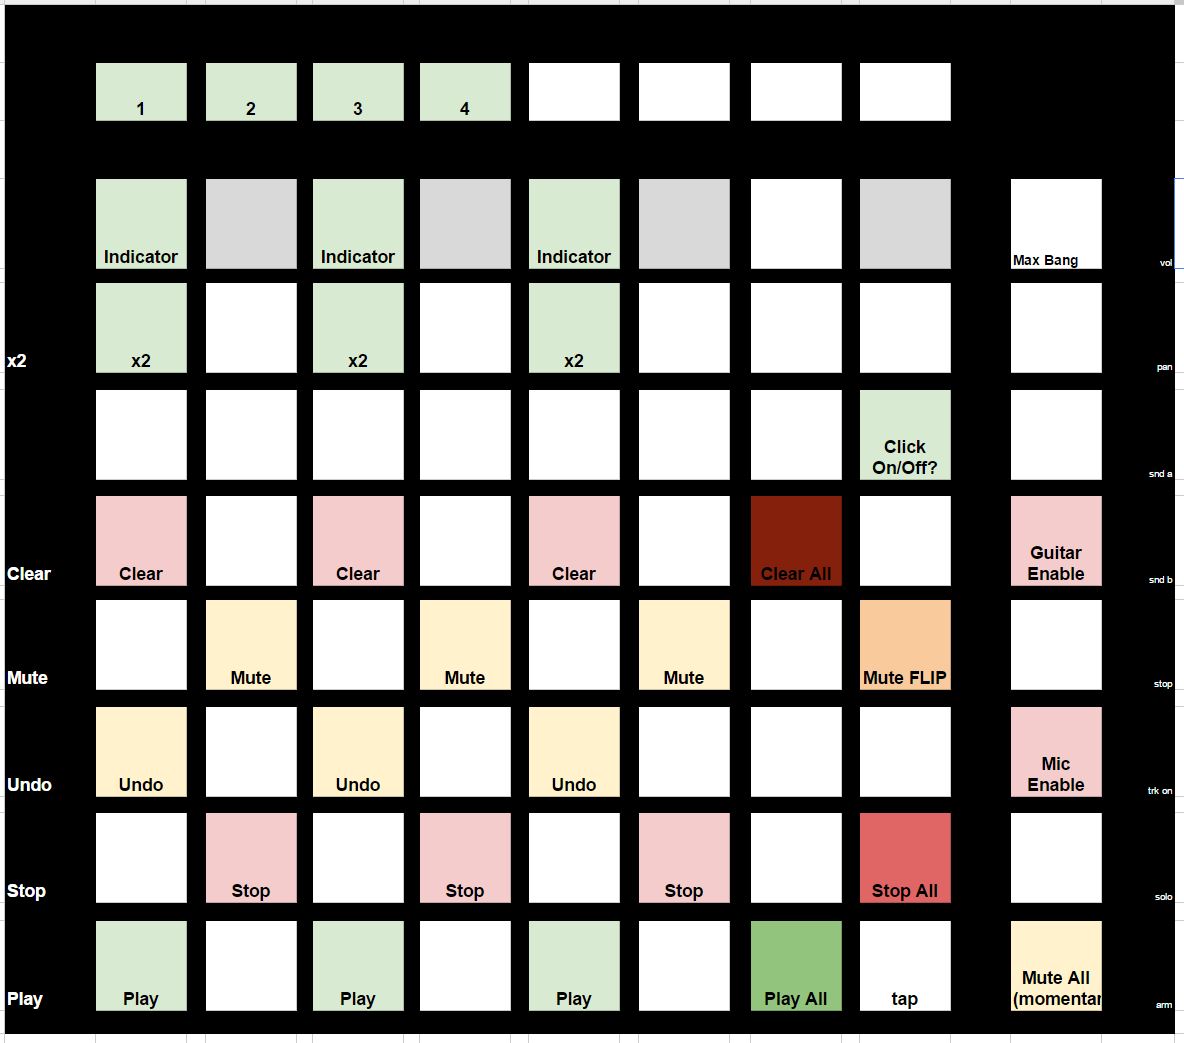 1 2 3 4
Indicator Indicator Indicator Max Bang vol
x2 x2 x2 x2 pan
Click
On/Off? snd a
Guitar
Clear Clear Clear Clear Clear All Enable snd b
Mute Mute Mute Mute Mute FLIP stop
Mic
Undo Undo Undo Undo Enable trk on
Stop Stop Stop Stop Stop All solo
Mute All
Play Play Play Play Play All tap (momentar arm